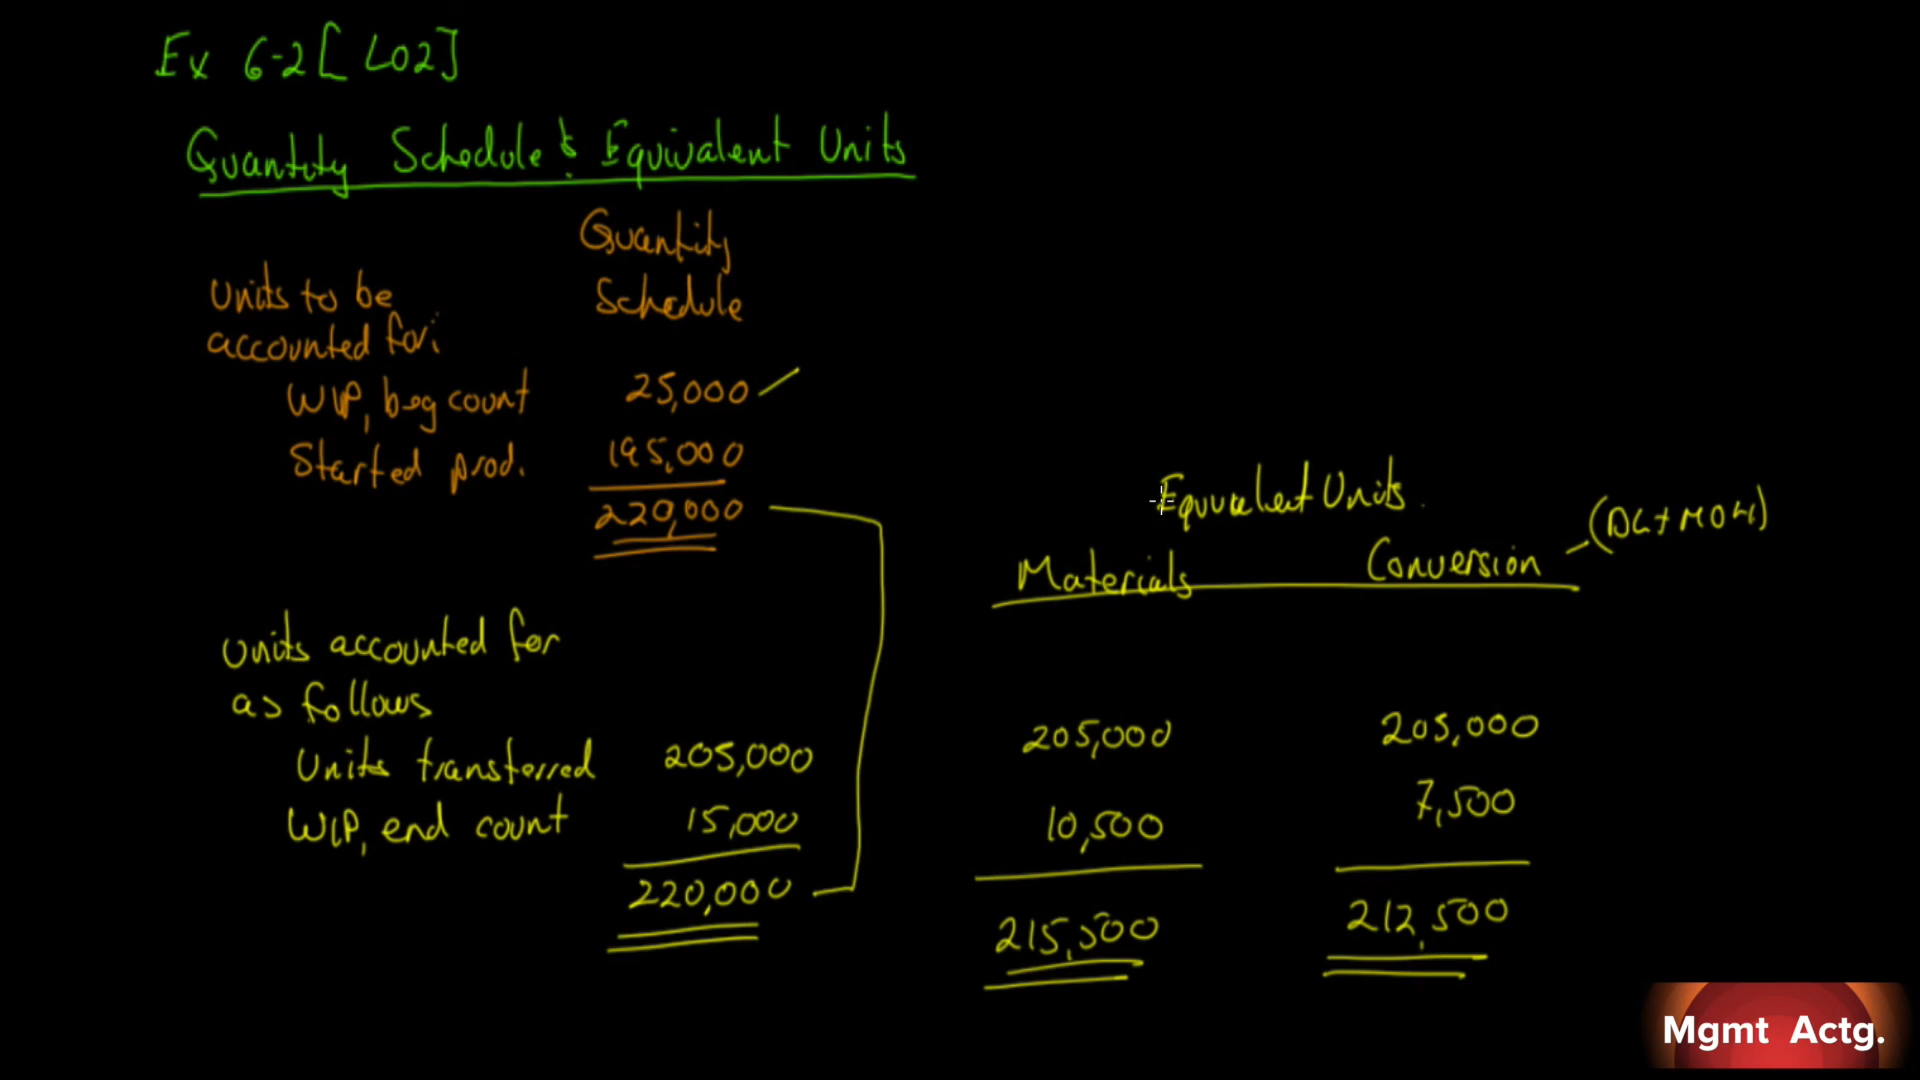 Ex 6-2 [LO2]
Quantity Schedule & Equivalent Units
Quantity
Schedule
Units to be
accounted for:
WIP, beg count 25,000
Started prod. 195,000
220,000
Equivalent Units
Materials Conversion (DL + MOH)
Units accounted for
as follows
Units transferred 205,000 205,000 205,000
WIP, end count 15,000 10,500 7,500
220,000 215,500 212,500
Mgmt Actg.